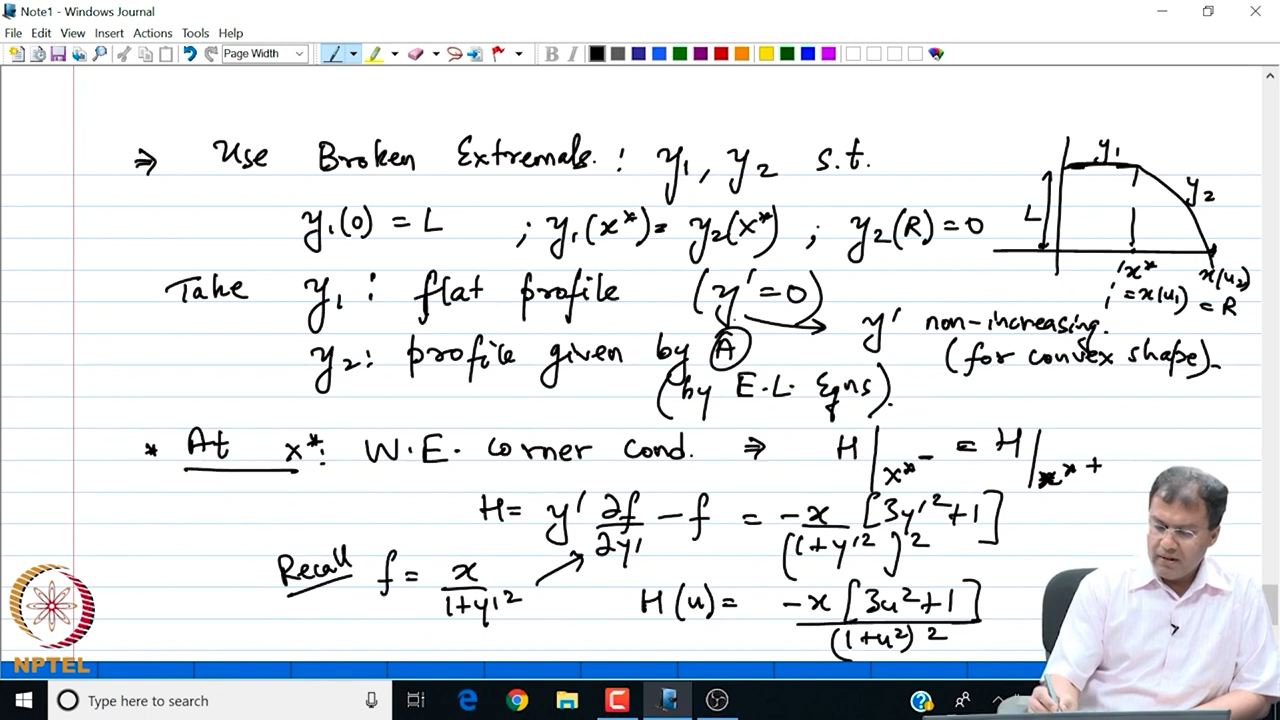 Note1 - Windows Journal
File Edit View Insert Actions Tools Help
Page Width
B I
⇒ Use Broken Extremals : y₁, y₂ s.t.
y₁(0) = L ; y₁(x*) = y₂(x*) ; y₂(R) = 0
y₁
y₂
L
x* = x(u₁)
x(u₂) = R
Take y₁ : flat profile (y' = 0)
y' non-increasing.
(for convex shape).
y₂ : profile given by Ⓐ
(by E.L. Eqns).
* At x* : W.E. corner cond. ⇒ H|x*- = H|x*+
H = y' ∂f/∂y' - f = -x/(1+y'²)² [3y'²+1]
Recall f = x/(1+y'²)
H(u) = -x[3u²+1]/(1+u²)²
NPTEL
Type here to search